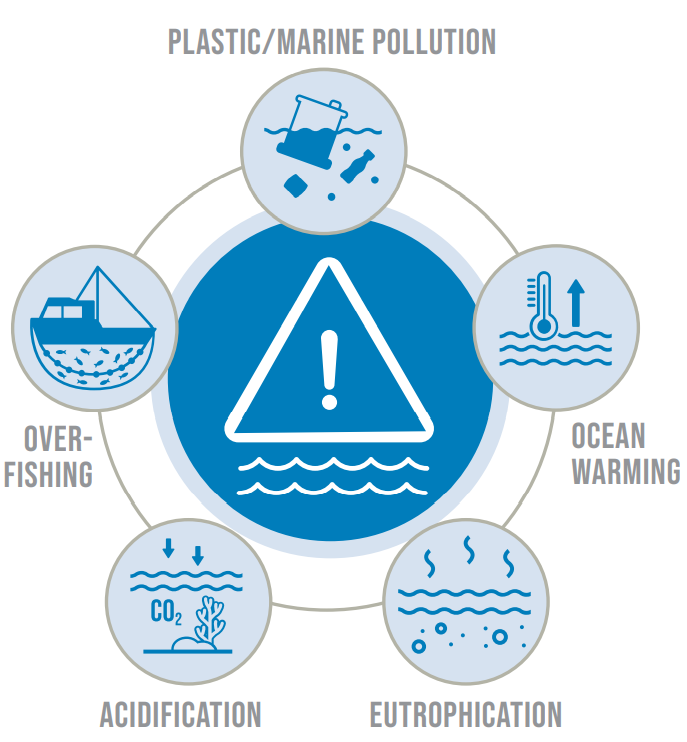 PLASTIC/MARINE POLLUTION
OVER-
FISHING
OCEAN
WARMING
CO₂
ACIDIFICATION
EUTROPHICATION